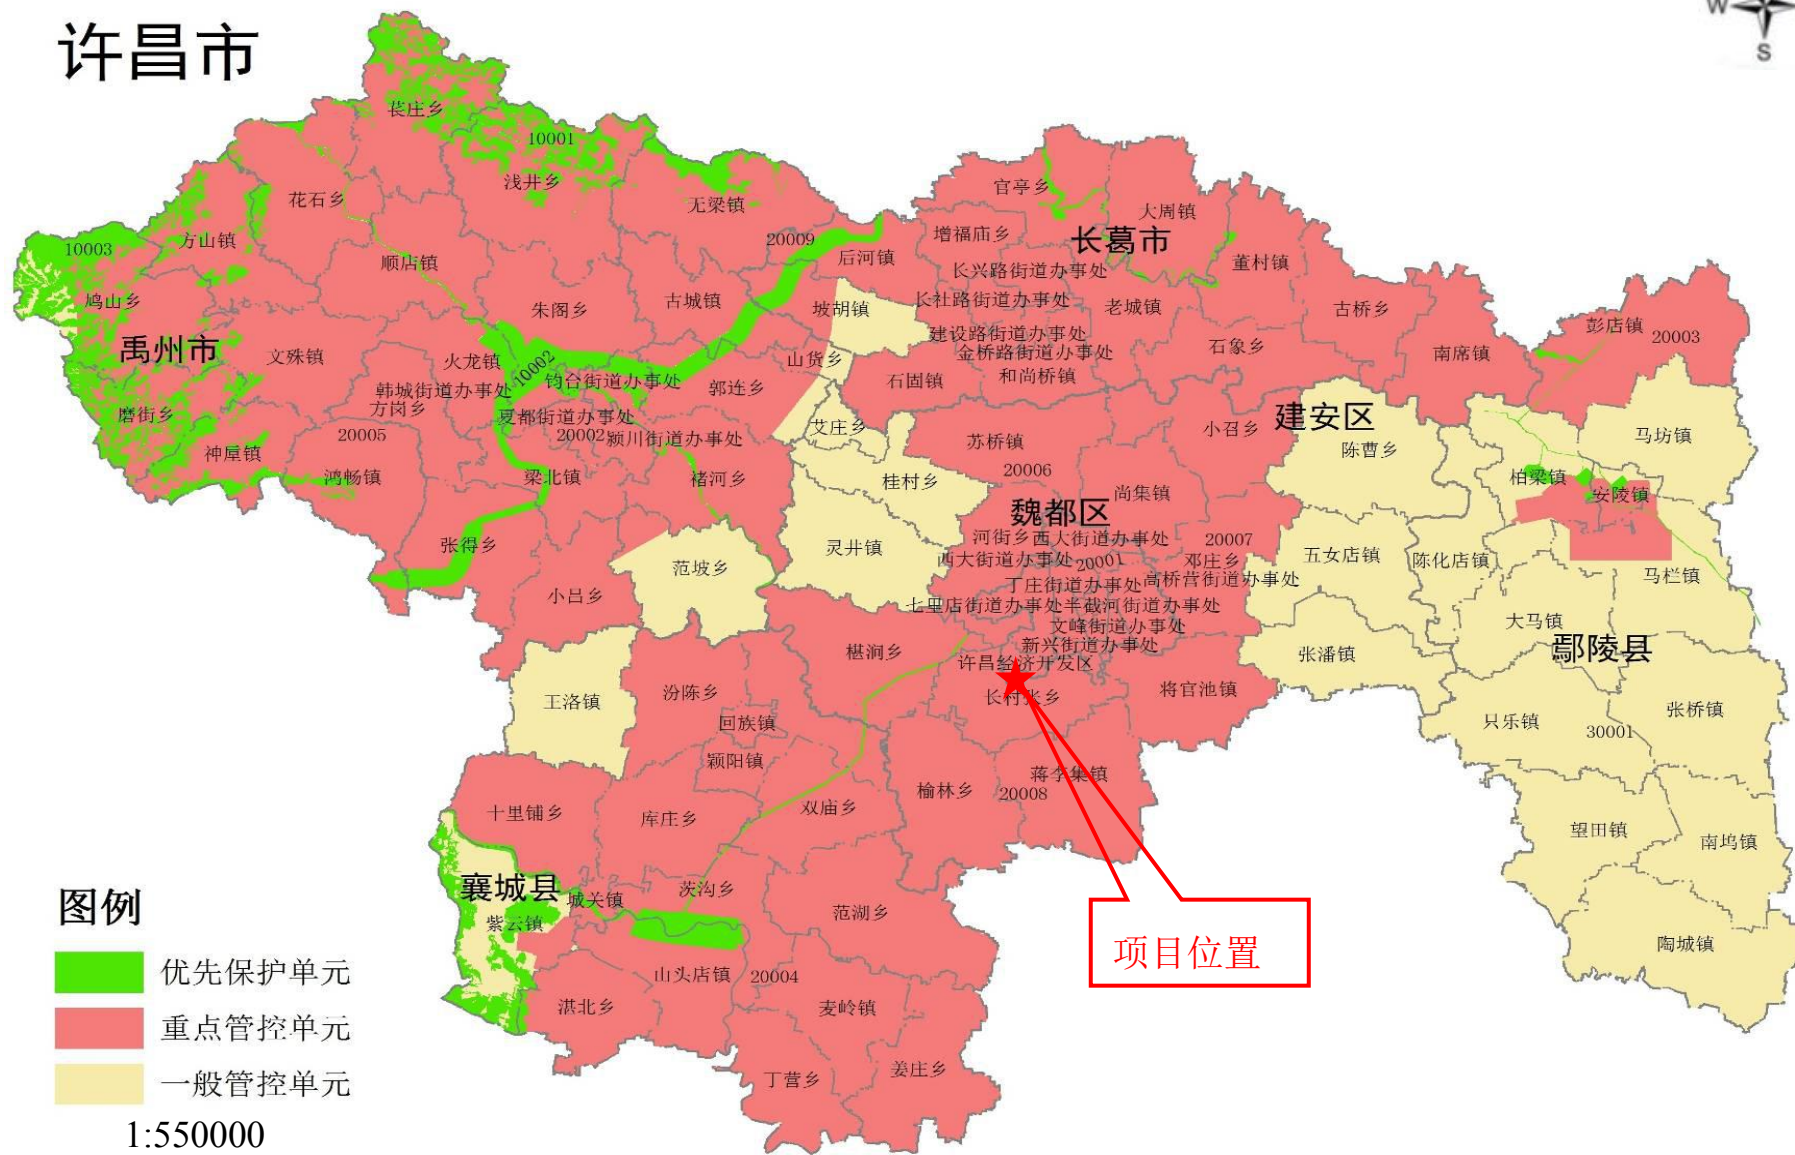 许昌市
W
S
苌庄乡
10001
浅井乡
花石乡
无梁镇
方山镇
10003
顺店镇
20009
后河镇
官亭乡
大周镇
增福庙乡
长葛市
董村镇
长兴路街道办事处
鸠山乡
朱阁乡
古城镇
坡胡镇
长社路街道办事处
老城镇
古桥乡
彭店镇
20003
禹州市
文殊镇
火龙镇
10002
山货乡
建设路街道办事处
金桥路街道办事处
石象乡
南席镇
韩城街道办事处
钧台街道办事处
郭连乡
石固镇
和尚桥镇
方岗乡
磨街乡
夏都街道办事处
建安区
20005
20002
颍川街道办事处
艾庄乡
苏桥镇
小召乡
陈曹乡
马坊镇
神垕镇
鸿畅镇
梁北镇
褚河乡
桂村乡
20006
尚集镇
柏梁镇
安陵镇
魏都区
张得乡
灵井镇
河街乡
西大街道办事处
20007
五女店镇
陈化店镇
西大街道办事处
20001
邓庄乡
范坡乡
丁庄街道办事处
高桥营街道办事处
马栏镇
小吕乡
七里店街道办事处
半截河街道办事处
大马镇
文峰街道办事处
椹涧乡
新兴街道办事处
张潘镇
鄢陵县
许昌经济开发区
王洛镇
汾陈乡
长村张乡
将官池镇
回族镇
只乐镇
张桥镇
30001
颖阳镇
榆林乡
蒋李集镇
20008
十里铺乡
库庄乡
双庙乡
望田镇
南坞镇
襄城县
城关镇
茨沟乡
范湖乡
紫云镇
项目位置
陶城镇
山头店镇
20004
湛北乡
麦岭镇
丁营乡
姜庄乡
图例
优先保护单元
重点管控单元
一般管控单元
1:550000